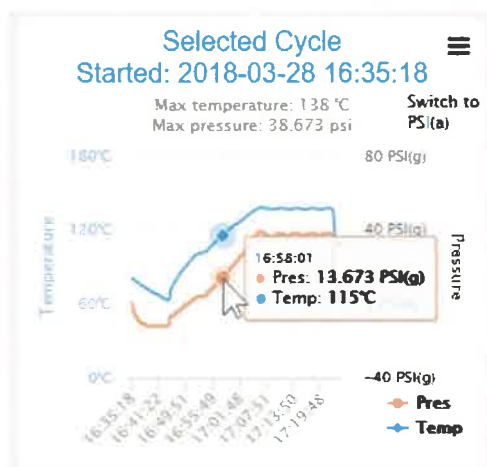 Selected Cycle
Started: 2018-03-28 16:35:18
Max temperature: 138 °C
Max pressure: 38.673 psi
Switch to
PSI(a)
180°C
80 PSI(g)
120°C
40 PSI(g)
Temperature
Pressure
16:58:01
Pres: 13.673 PSI(g)
Temp: 115°C
60°C
0°C
-40 PSI(g)
16:35:18
16:41:22
16:49:51
16:55:49
17:01:48
17:07:51
17:13:50
17:19:48
Pres
Temp